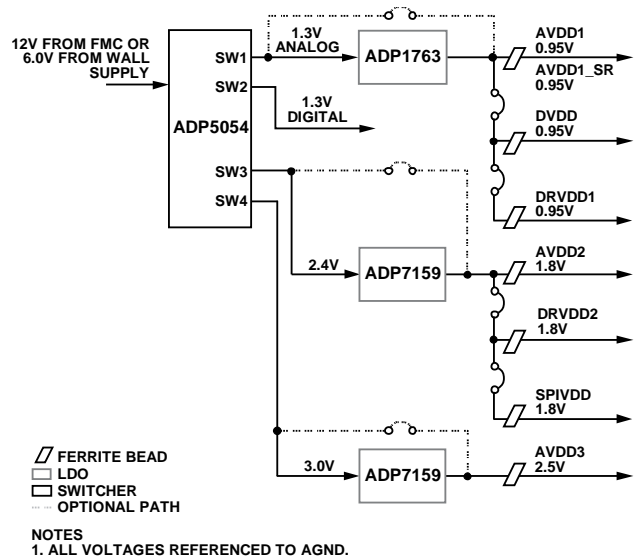 12V FROM FMC OR
6.0V FROM WALL
SUPPLY
ADP5054
SW1
SW2
SW3
SW4
1.3V
ANALOG
ADP1763
AVDD1
0.95V
AVDD1_SR
0.95V
1.3V
DIGITAL
DVDD
0.95V
DRVDD1
0.95V
2.4V
ADP7159
AVDD2
1.8V
DRVDD2
1.8V
SPIVDD
1.8V
3.0V
ADP7159
AVDD3
2.5V
FERRITE BEAD
LDO
SWITCHER
OPTIONAL PATH
NOTES
1. ALL VOLTAGES REFERENCED TO AGND.